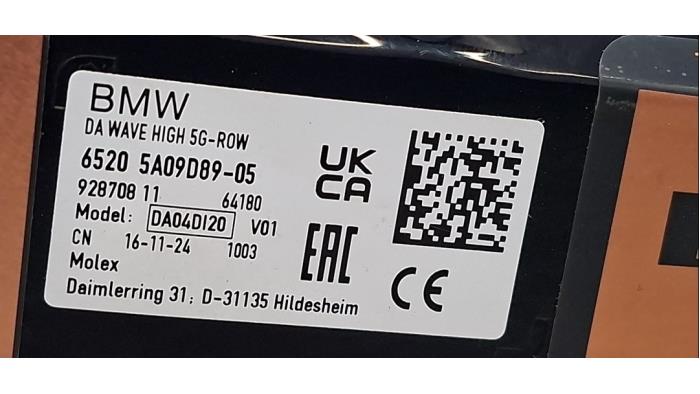 BMW
DA WAVE HIGH 5G-ROW
6520 5A09D89-05
928708 11 64180
Model: DA04DI20 V01
CN 16-11-24 1003
Molex
Daimlerring 31; D-31135 Hildesheim
UK
CA
EAC
CE